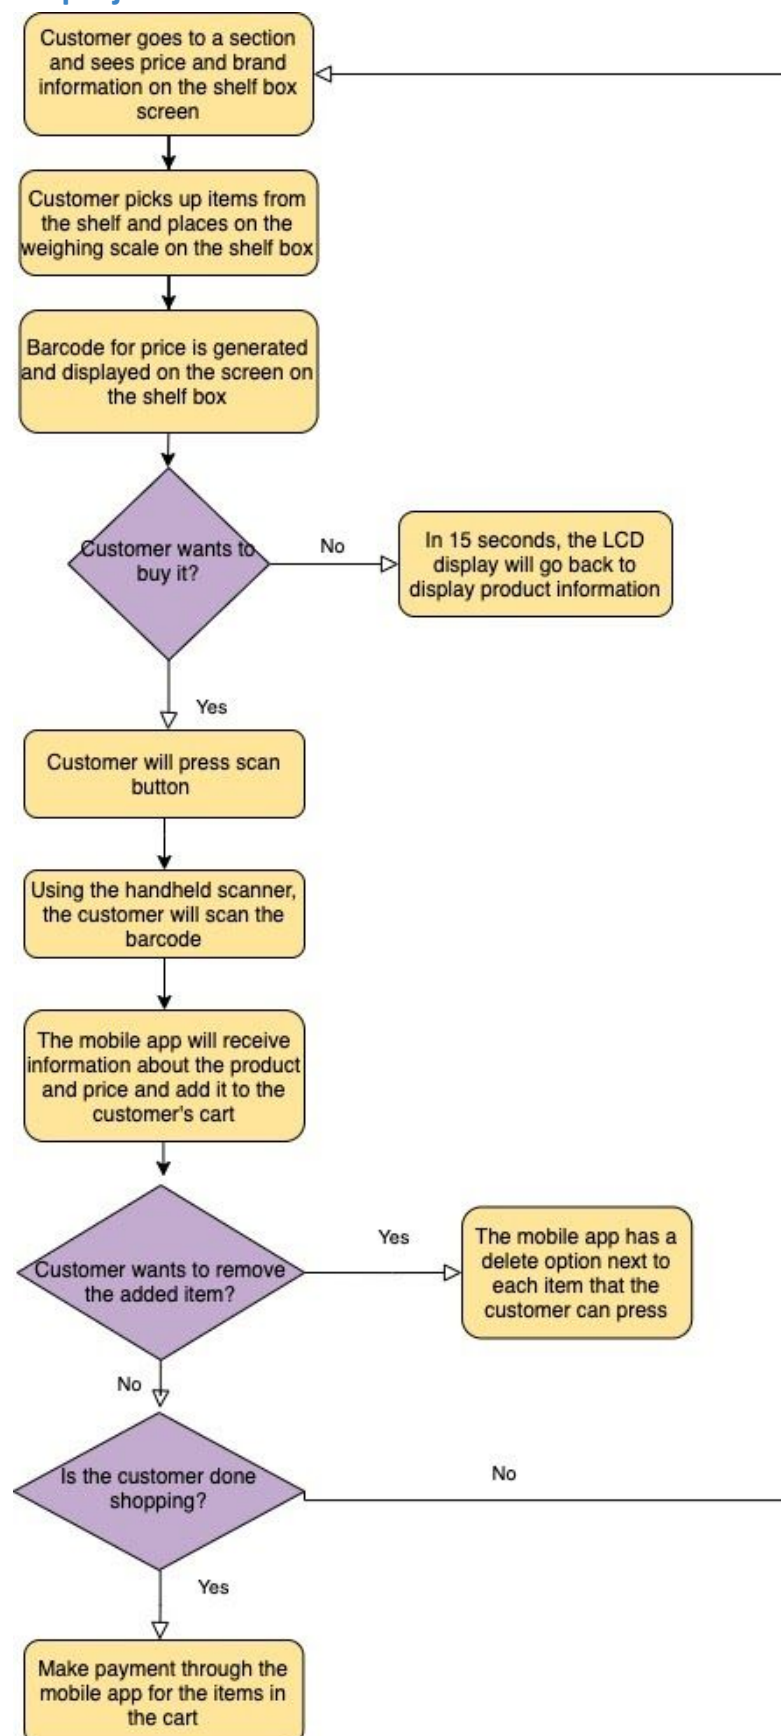 Customer goes to a section
and sees price and brand
information on the shelf box
screen
Customer picks up items from
the shelf and places on the
weighing scale on the shelf box
Barcode for price is generated
and displayed on the screen on
the shelf box
Customer wants to
buy it?
No
In 15 seconds, the LCD
display will go back to
display product information
Yes
Customer will press scan
button
Using the handheld scanner,
the customer will scan the
barcode
The mobile app will receive
information about the product
and price and add it to the
customer's cart
Customer wants to remove
the added item?
Yes
The mobile app has a
delete option next to
each item that the
customer can press
No
Is the customer done
shopping?
No
Yes
Make payment through the
mobile app for the items in
the cart